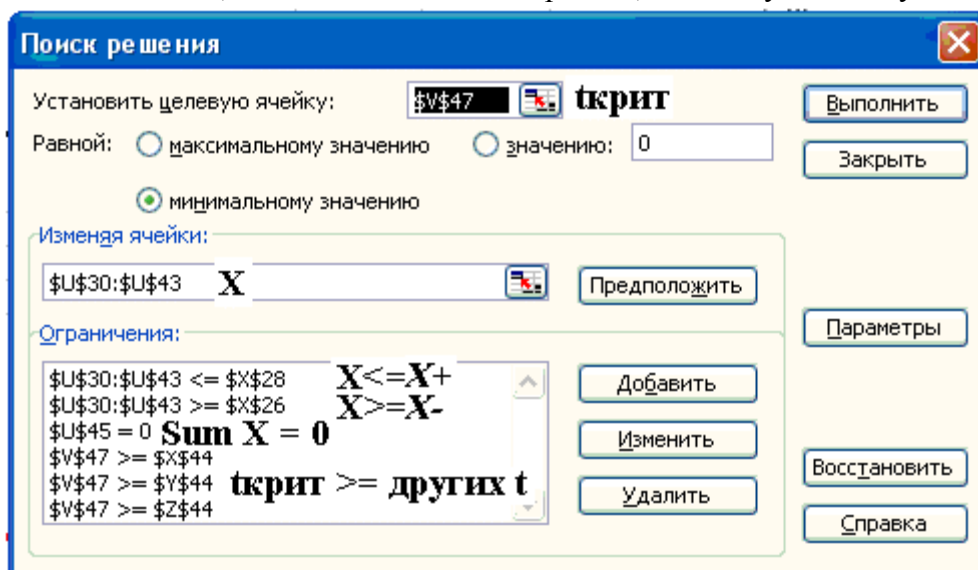 Поиск решения
Установить целевую ячейку: $V$47 tкрит
Выполнить
Равной: максимальному значению значению: 0
Закрыть
минимальному значению
Изменяя ячейки:
$U$30:$U$43 X Предположить
Параметры
Ограничения:
$U$30:$U$43 <= $X$28 X<=X+
Добавить
$U$30:$U$43 >= $X$26 X>=X-
$U$45 = 0 Sum X = 0
Изменить
$V$47 >= $X$44
Восстановить
$V$47 >= $Y$44 tкрит >= других t
Удалить
$V$47 >= $Z$44
Справка